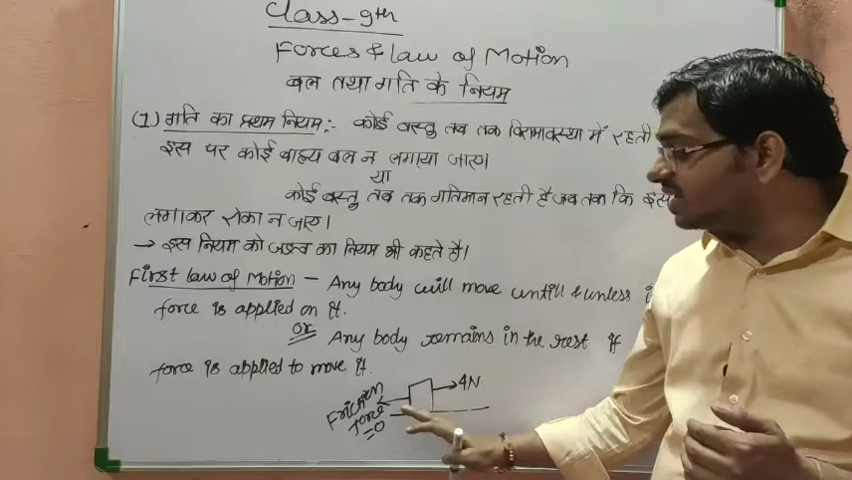 Class-9th
Forces & law of Motion
बल तथा गति के नियम
(1) गति का प्रथम नियम:- कोई वस्तु तब तक विरामावस्था में रहती
इस पर कोई बाह्य बल न लगाया जाए।
या
कोई वस्तु तब तक गतिमान रहती है जब तक कि इस
लगाकर रोका न जाए।
→ इस नियम को जड़त्व का नियम भी कहते है।
First law of Motion - Any body will move untill & unless
force is applied on it.
or Any body remains in the rest if
force is applied to move it.
Friction force =0
4N